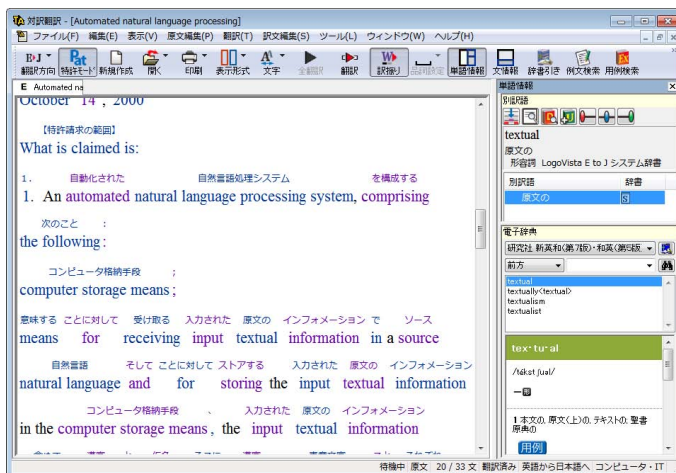 対訳翻訳 - [Automated natural language processing]
ファイル(F) 編集(E) 表示(V) 原文編集(P) 翻訳(T) 訳文編集(S) ツール(L) ウィンドウ(W) ヘルプ(H)
E▸J Pat W
翻訳方向 特許モード 新規作成 開く 印刷 表示形式 文字 全翻訳 翻訳 訳振り 品詞設定 単語情報 文情報 辞書引き 例文検索 用例検索
E Automated na
October 14 , 2000
【特許請求の範囲】
What is claimed is:
1. 自動化された 自然言語処理システム を構成する
1. An automated natural language processing system, comprising
次のこと :
the following:
コンピュータ格納手段 ;
computer storage means;
意味する ことに対して 受け取る 入力された 原文の インフォメーション で ソース
means for receiving input textual information in a source
自然言語 そして ことに対して ストアする 入力された 原文の インフォメーション
natural language and for storing the input textual information
コンピュータ格納手段 、 入力された 原文の インフォメーション
in the computer storage means, the input textual information
単語情報
別訳語
textual
原文の
形容詞 LogoVista E to J システム辞書
別訳語 辞書
原文の S
電子辞典
研究社 新英和(第7版)・和英(第5版
前方
textual
textually<textual>
textualism
textualist
tex·tu·al
/tékstʃuəl/
一形
1 本文の, 原文(上)の, テキストの; 聖書
原典の
用例
待機中 原文 20 / 33 文 翻訳済み 英語から日本語へ コンピュータ・IT